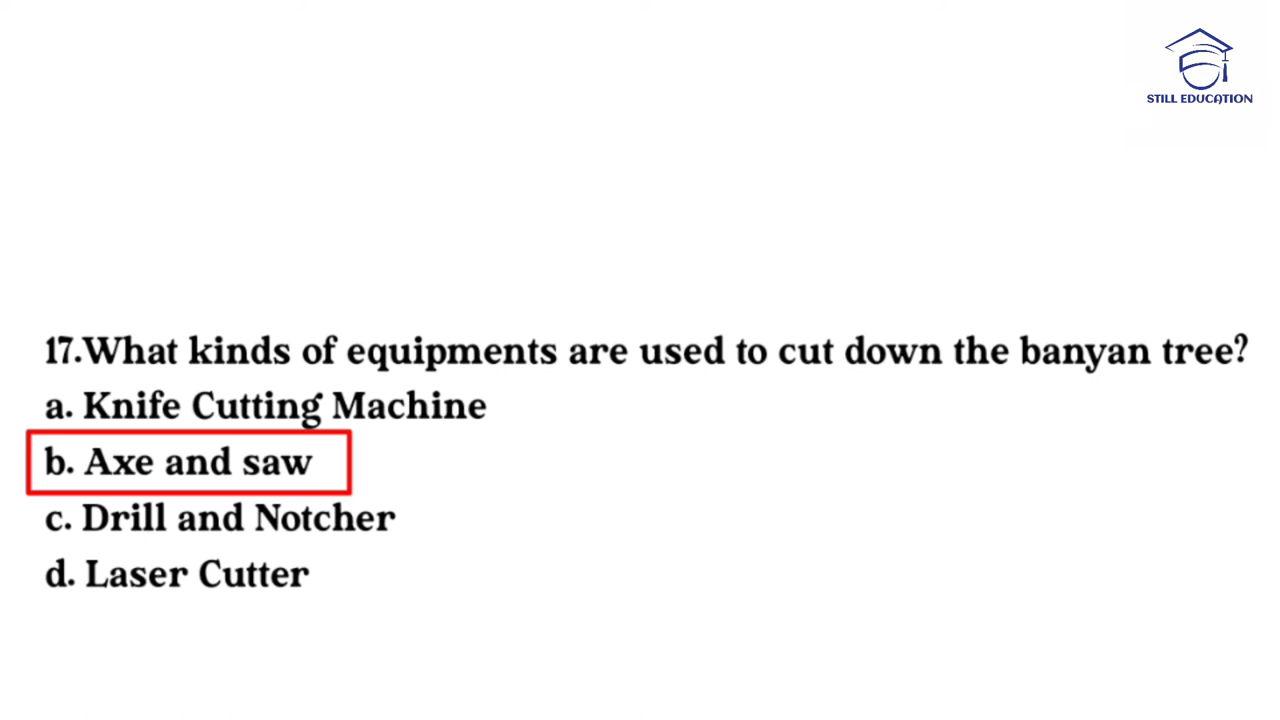 STILL EDUCATION
17.What kinds of equipments are used to cut down the banyan tree?
a. Knife Cutting Machine
b. Axe and saw
c. Drill and Notcher
d. Laser Cutter